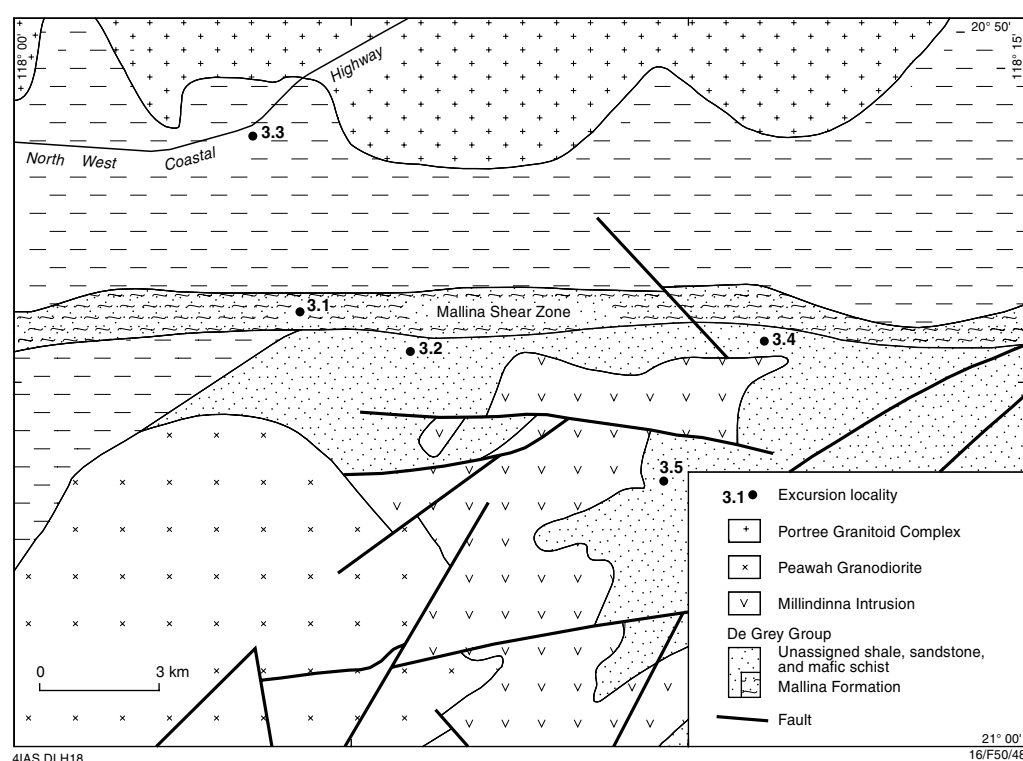 118° 00'
20° 50'
118° 15'
Highway
3.3
North West Coastal
3.1
Mallina Shear Zone
3.2
3.4
3.5
3.1 Excursion locality
Portree Granitoid Complex
Peawah Granodiorite
Millindinna Intrusion
De Grey Group
Unassigned shale, sandstone,
and mafic schist
Mallina Formation
Fault
0 3 km
21° 00'
4IAS DLH18
16/F50/48